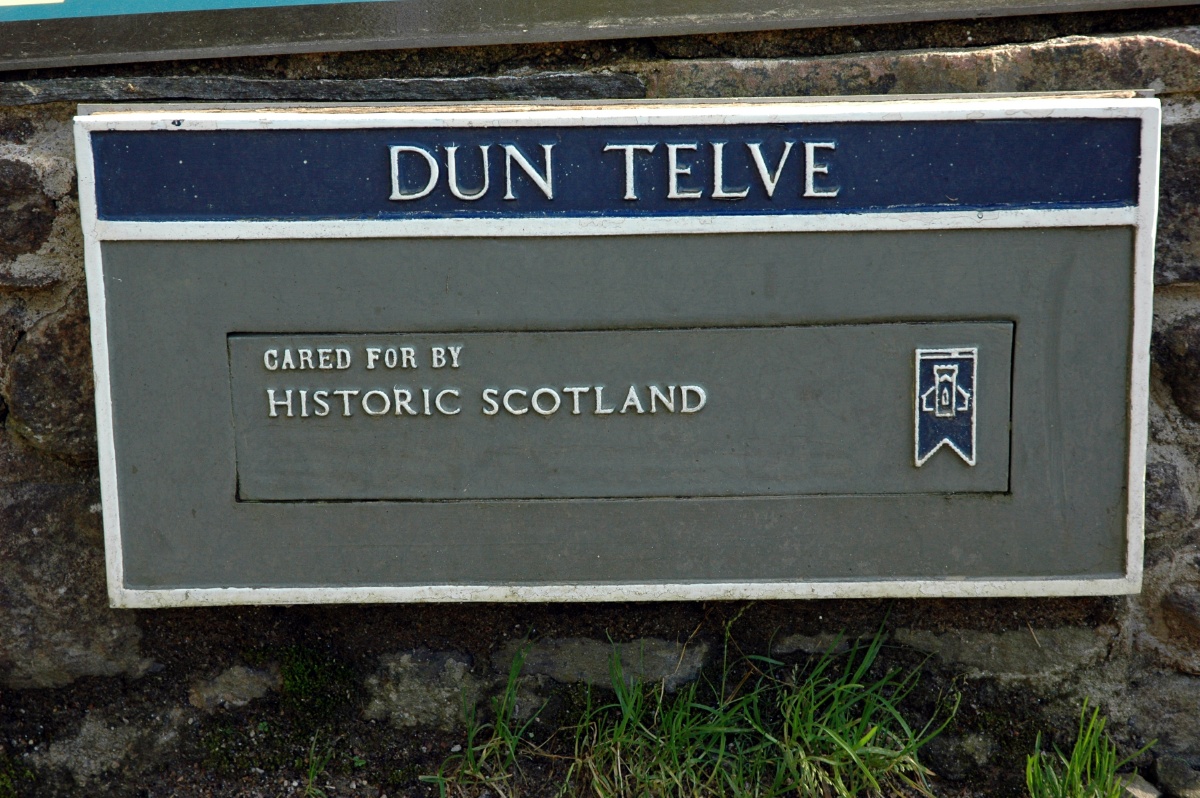 DUN TELVE
CARED FOR BY
HISTORIC SCOTLAND